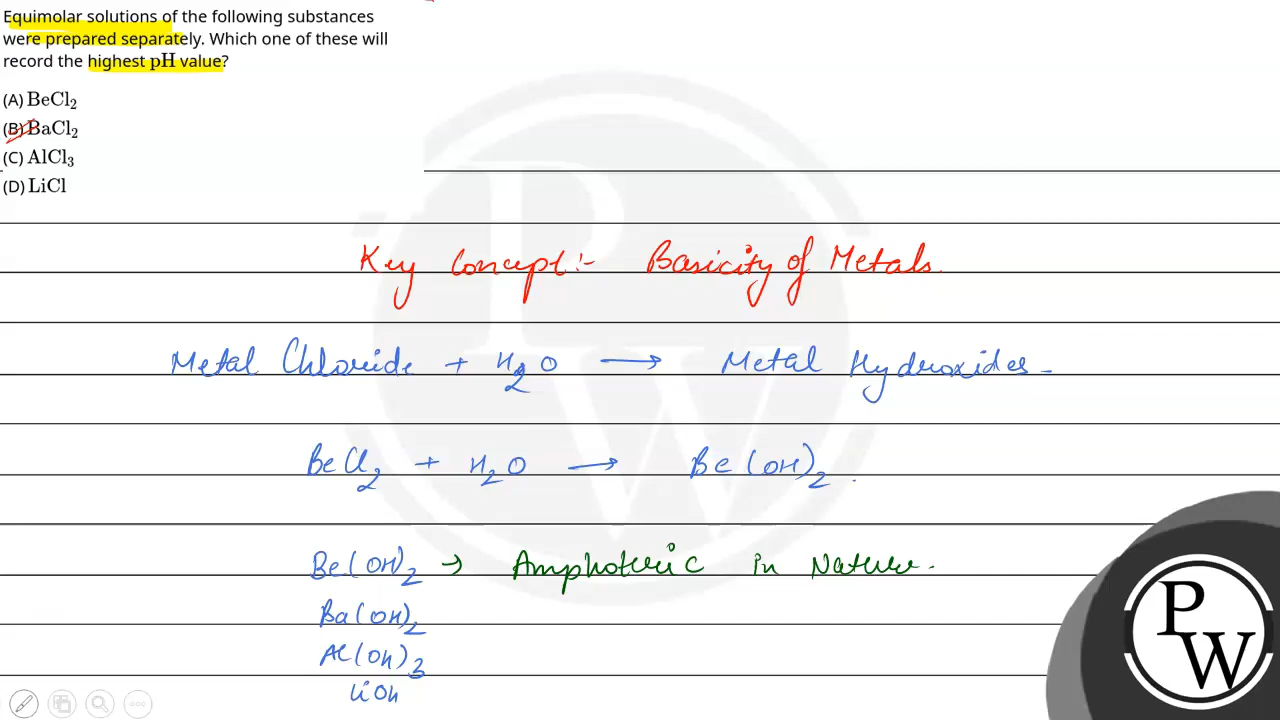 Equimolar solutions of the following substances
were prepared separately. Which one of these will
record the highest pH value?
(A) BeCl₂
(B) BaCl₂
(C) AlCl₃
(D) LiCl
Key Concept:- Basicity of Metals.
Metal Chloride + H₂O → Metal Hydroxides.
BeCl₂ + H₂O → Be(OH)₂.
Be(OH)₂ → Amphoteric in Nature.
Ba(OH)₂
Al(OH)₃
LiOH
PW
PW